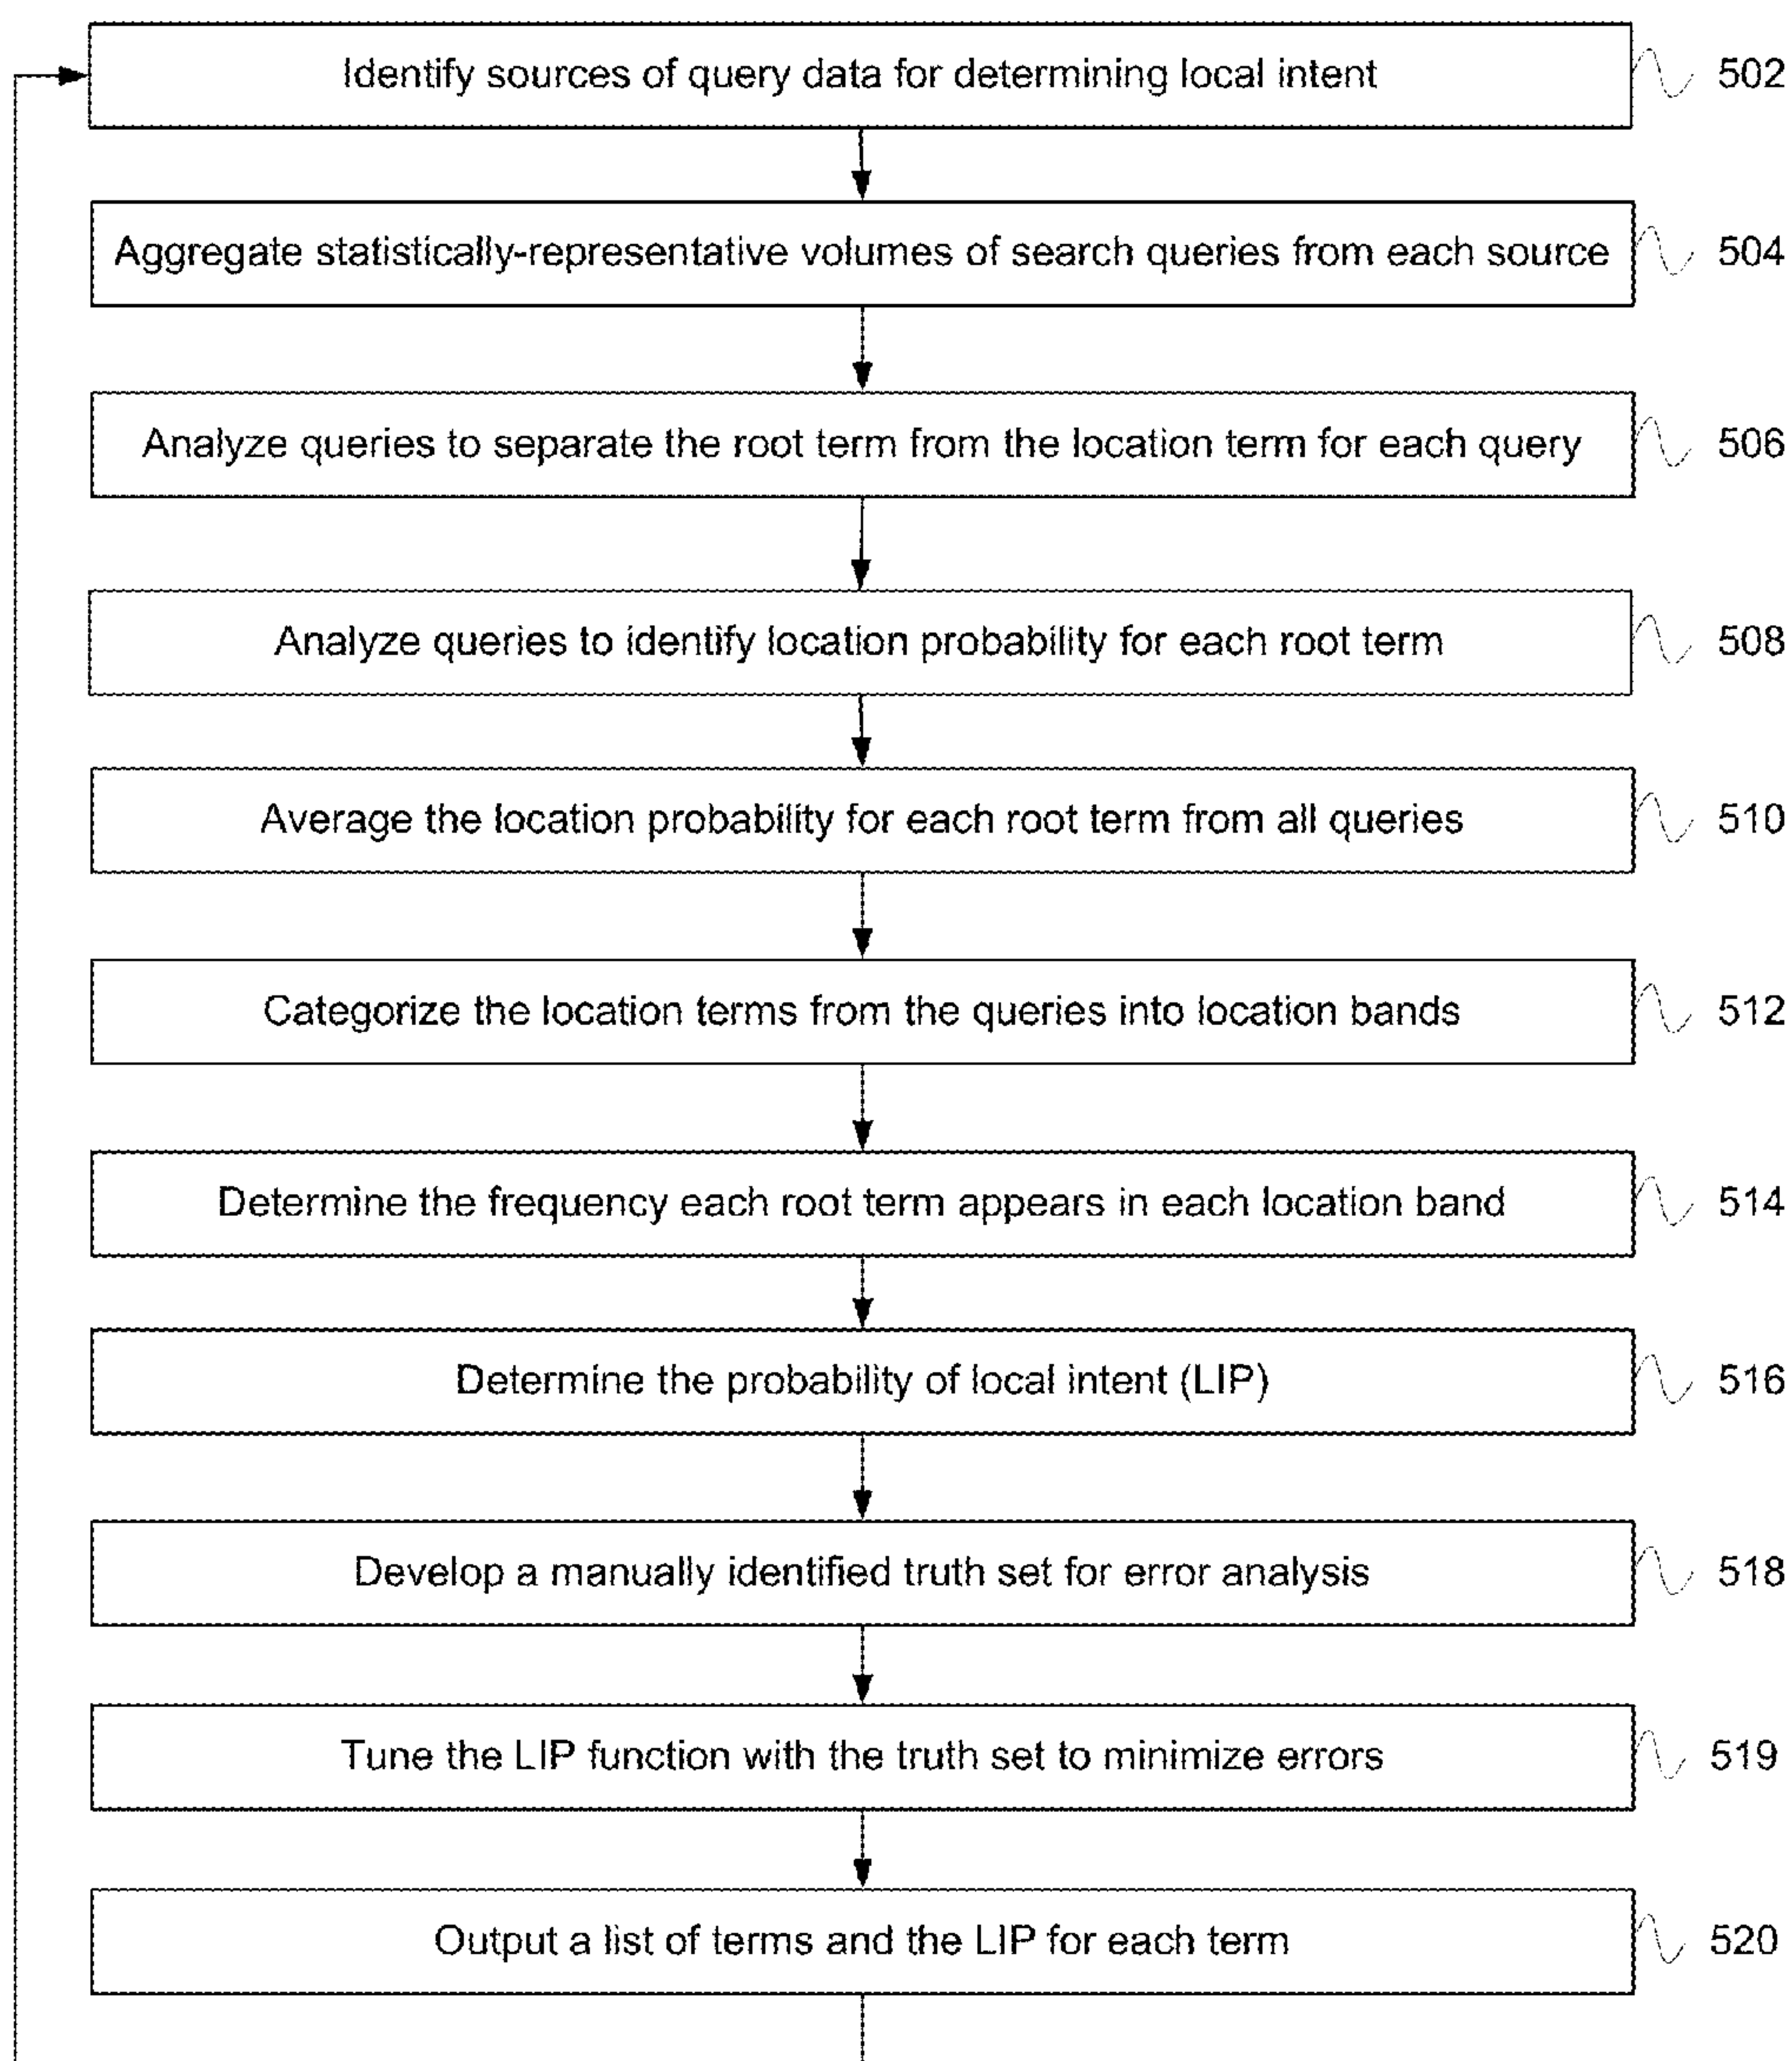 Identify sources of query data for determining local intent 502
Aggregate statistically-representative volumes of search queries from each source 504
Analyze queries to separate the root term from the location term for each query 506
Analyze queries to identify location probability for each root term 508
Average the location probability for each root term from all queries 510
Categorize the location terms from the queries into location bands 512
Determine the frequency each root term appears in each location band 514
Determine the probability of local intent (LIP) 516
Develop a manually identified truth set for error analysis 518
Tune the LIP function with the truth set to minimize errors 519
Output a list of terms and the LIP for each term 520